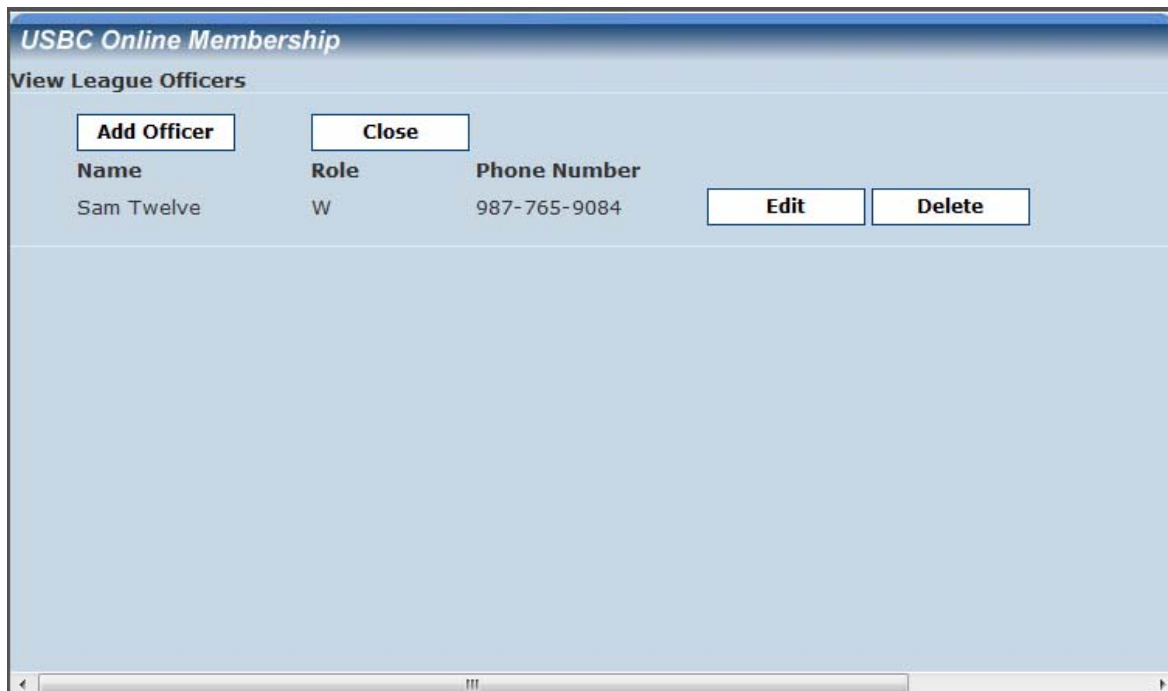 USBC Online Membership
View League Officers
Add Officer Close
Name Role Phone Number
Sam Twelve W 987-765-9084 Edit Delete